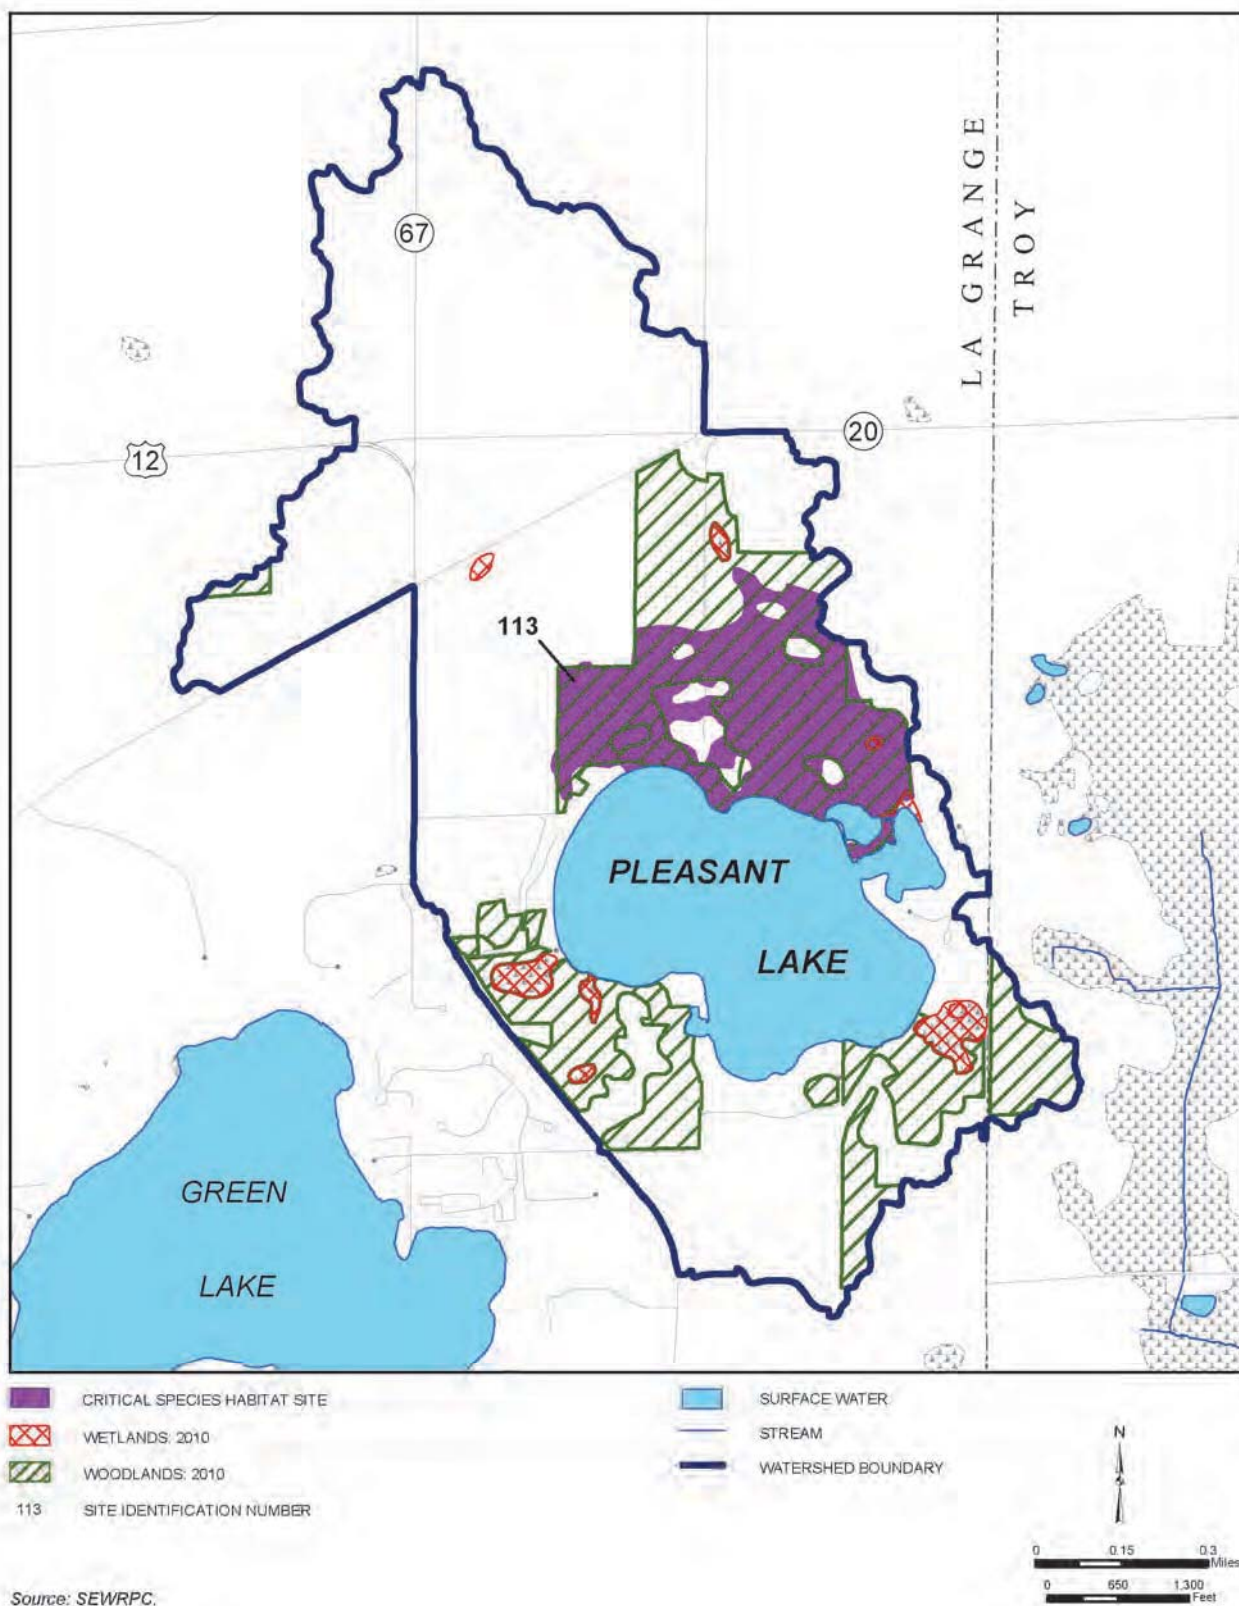 67
LA GRANGE
TROY
12
20
113
PLEASANT
LAKE
GREEN
LAKE
CRITICAL SPECIES HABITAT SITE
WETLANDS: 2010
WOODLANDS: 2010
113 SITE IDENTIFICATION NUMBER
SURFACE WATER
STREAM
WATERSHED BOUNDARY
N
0 0.15 0.3
Miles
0 650 1,300
Feet
Source: SEWRPC.